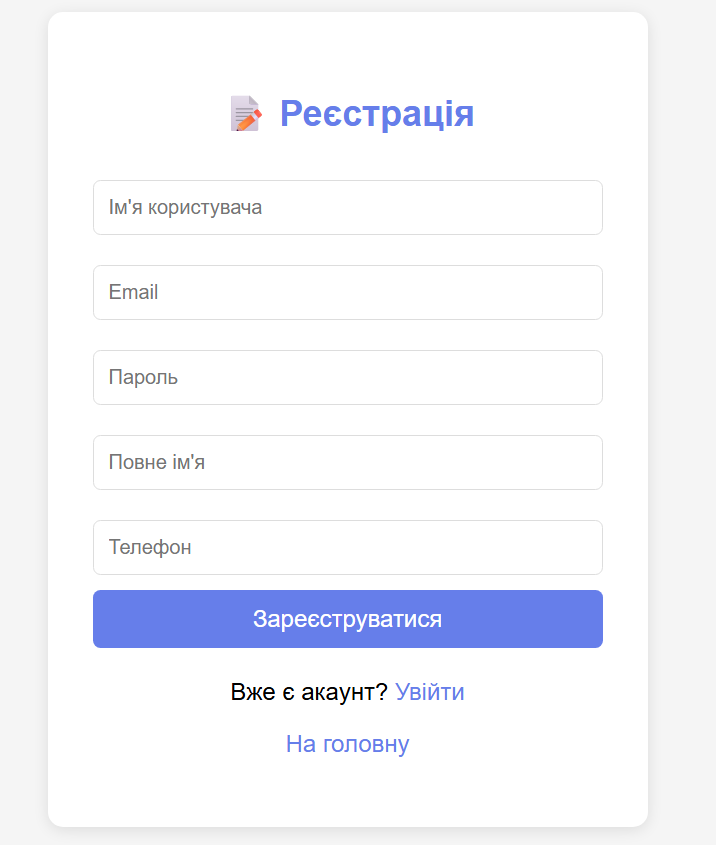 Реєстрація
Ім'я користувача
Email
Пароль
Повне ім'я
Телефон
Зареєструватися
Вже є акаунт? Увійти
На головну